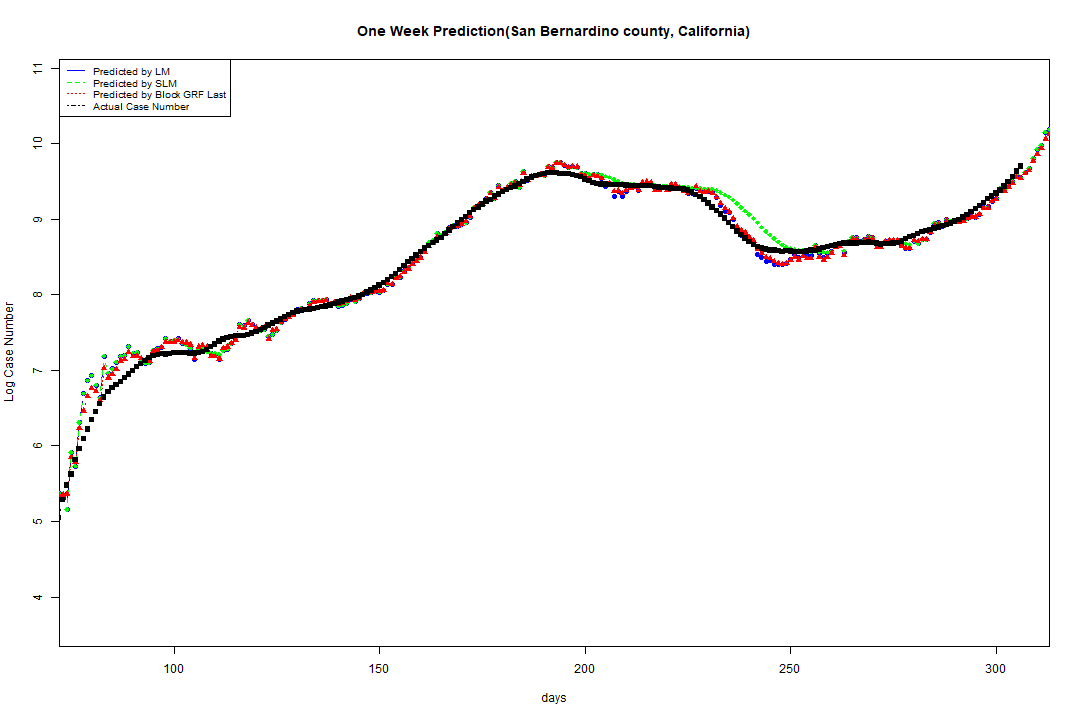 One Week Prediction(San Bernardino county, California)
Predicted by LM
Predicted by SLM
Predicted by Block GRF Last
Actual Case Number
Log Case Number
11
10
9
8
7
6
5
4
100 150 200 250 300
days